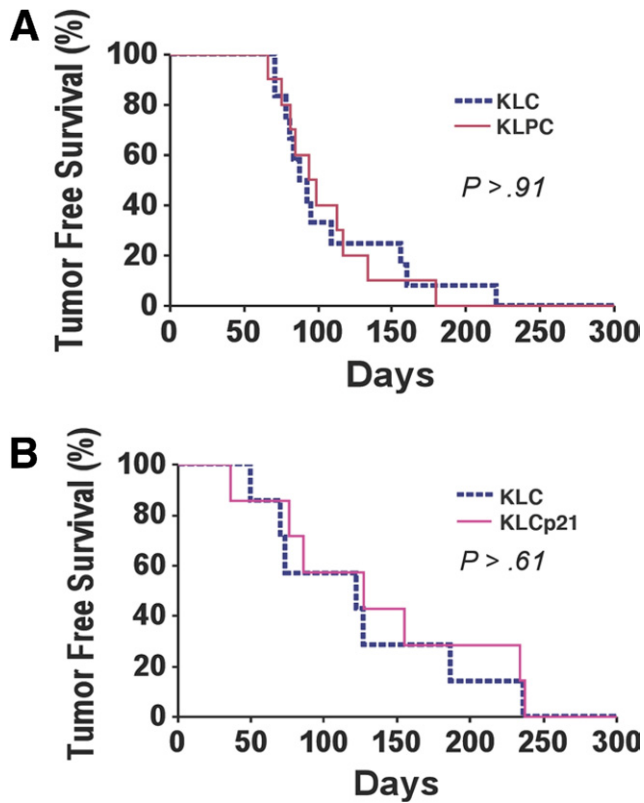 A
Tumor Free Survival (%)
100
80
60
40
20
0
KLC
KLPC
P > .91
0 50 100 150 200 250 300
Days
B
Tumor Free Survival (%)
100
80
60
40
20
0
KLC
KLCp21
P > .61
0 50 100 150 200 250 300
Days